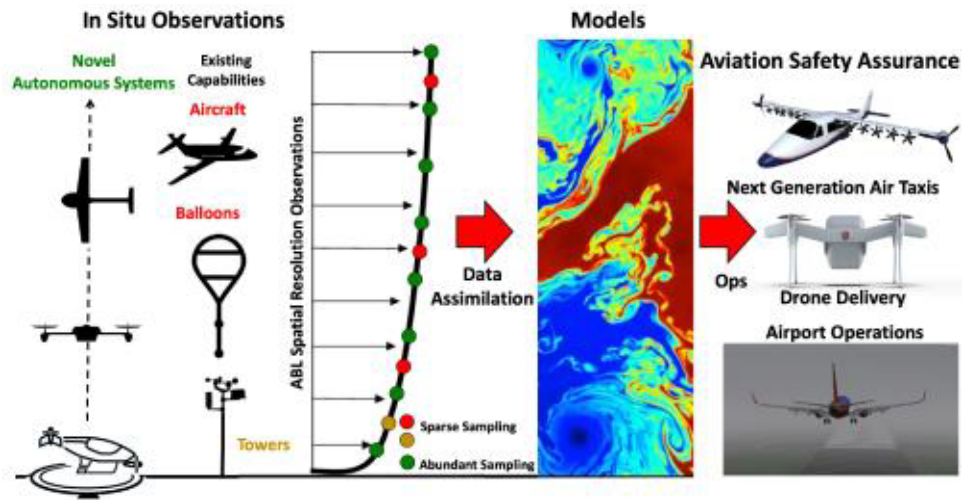 In Situ Observations
Novel
Autonomous Systems
Existing
Capabilities
Aircraft
Balloons
Towers
ABL Spatial Resolution Observations
Sparse Sampling
Abundant Sampling
Data
Assimilation
Models
Ops
Aviation Safety Assurance
Next Generation Air Taxis
Drone Delivery
Airport Operations